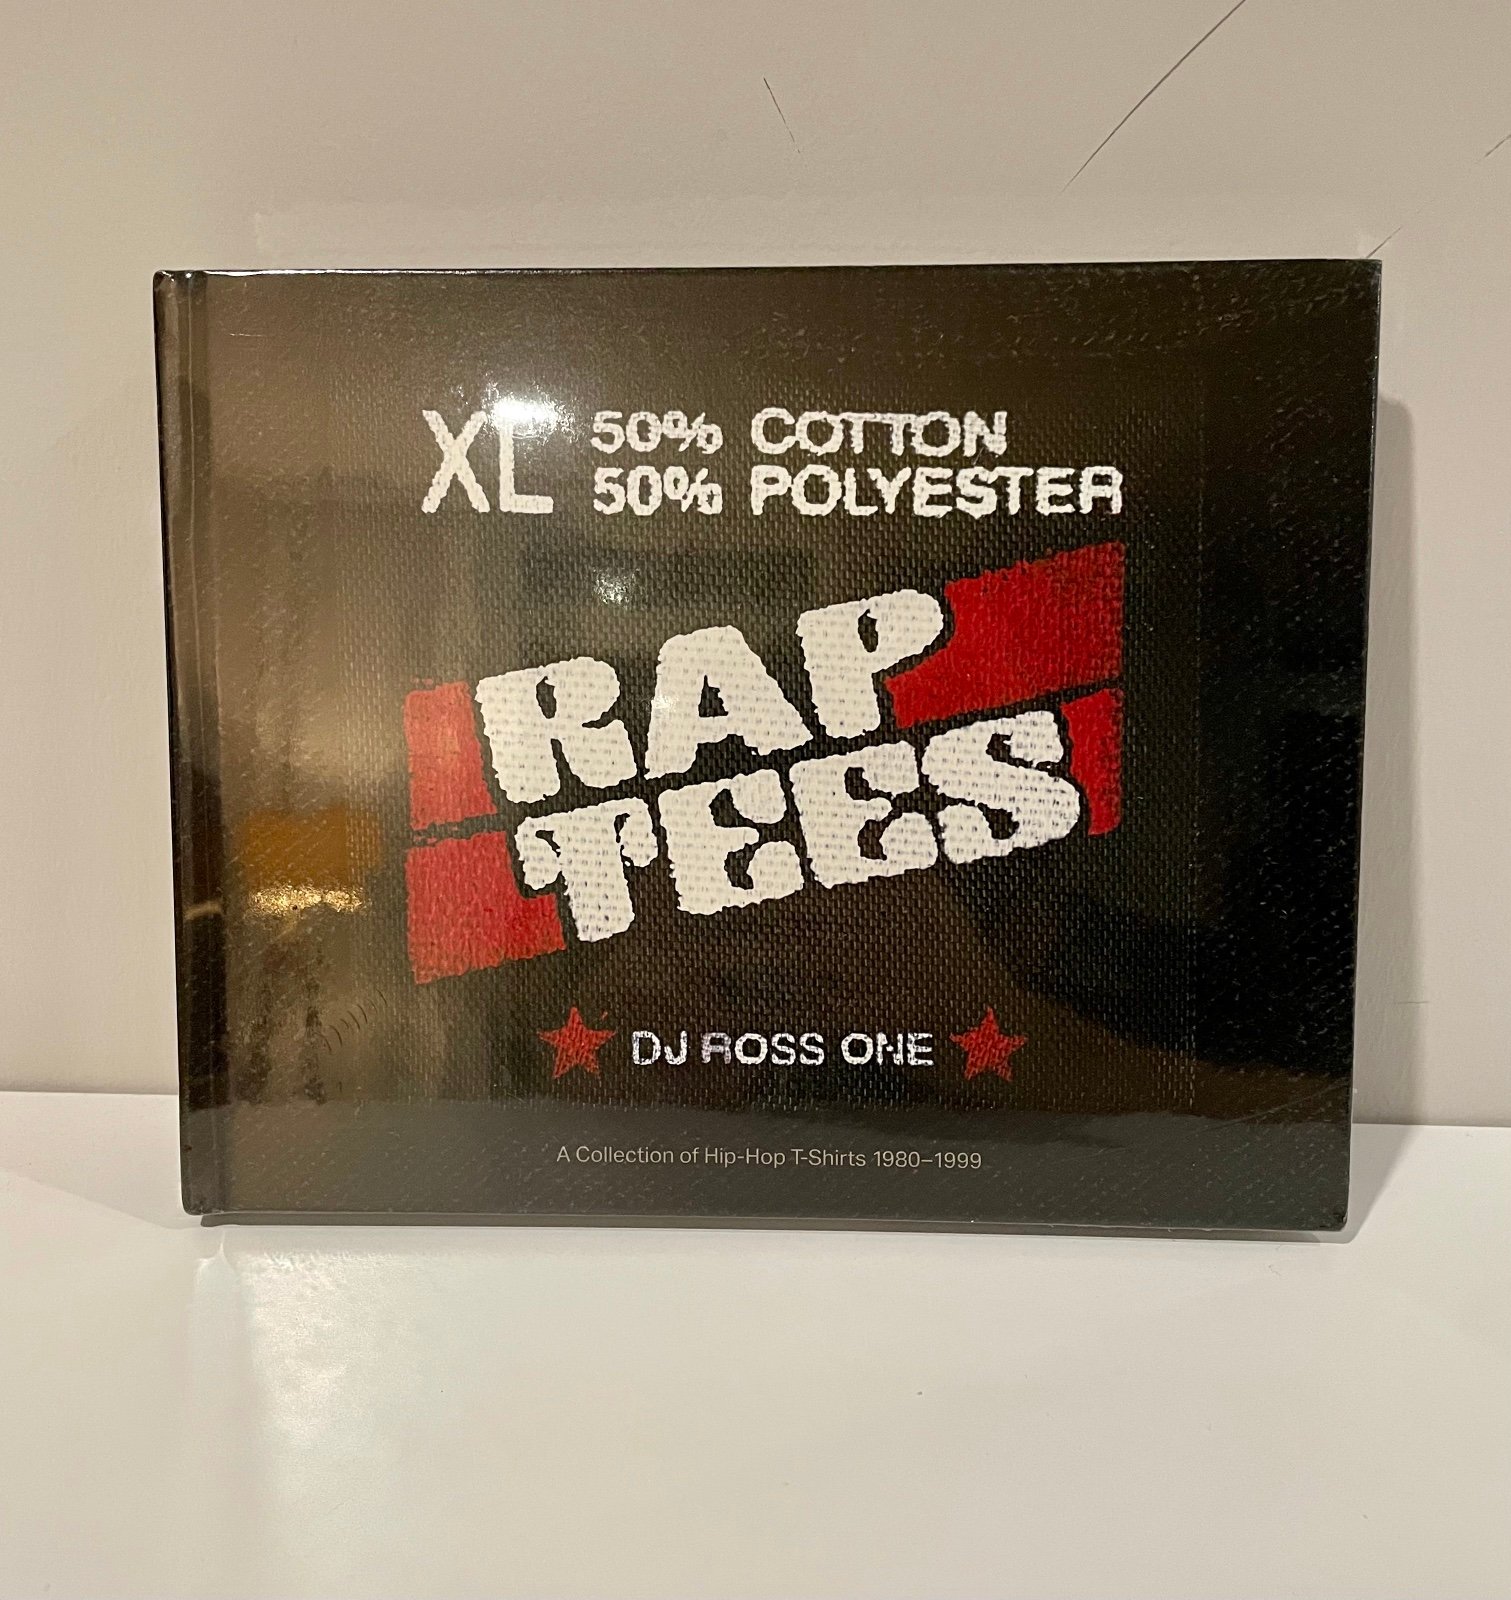 XL 50% COTTON
50% POLYESTER
RAP
TEES
DJ ROSS ONE
A Collection of Hip-Hop T-Shirts 1980–1999